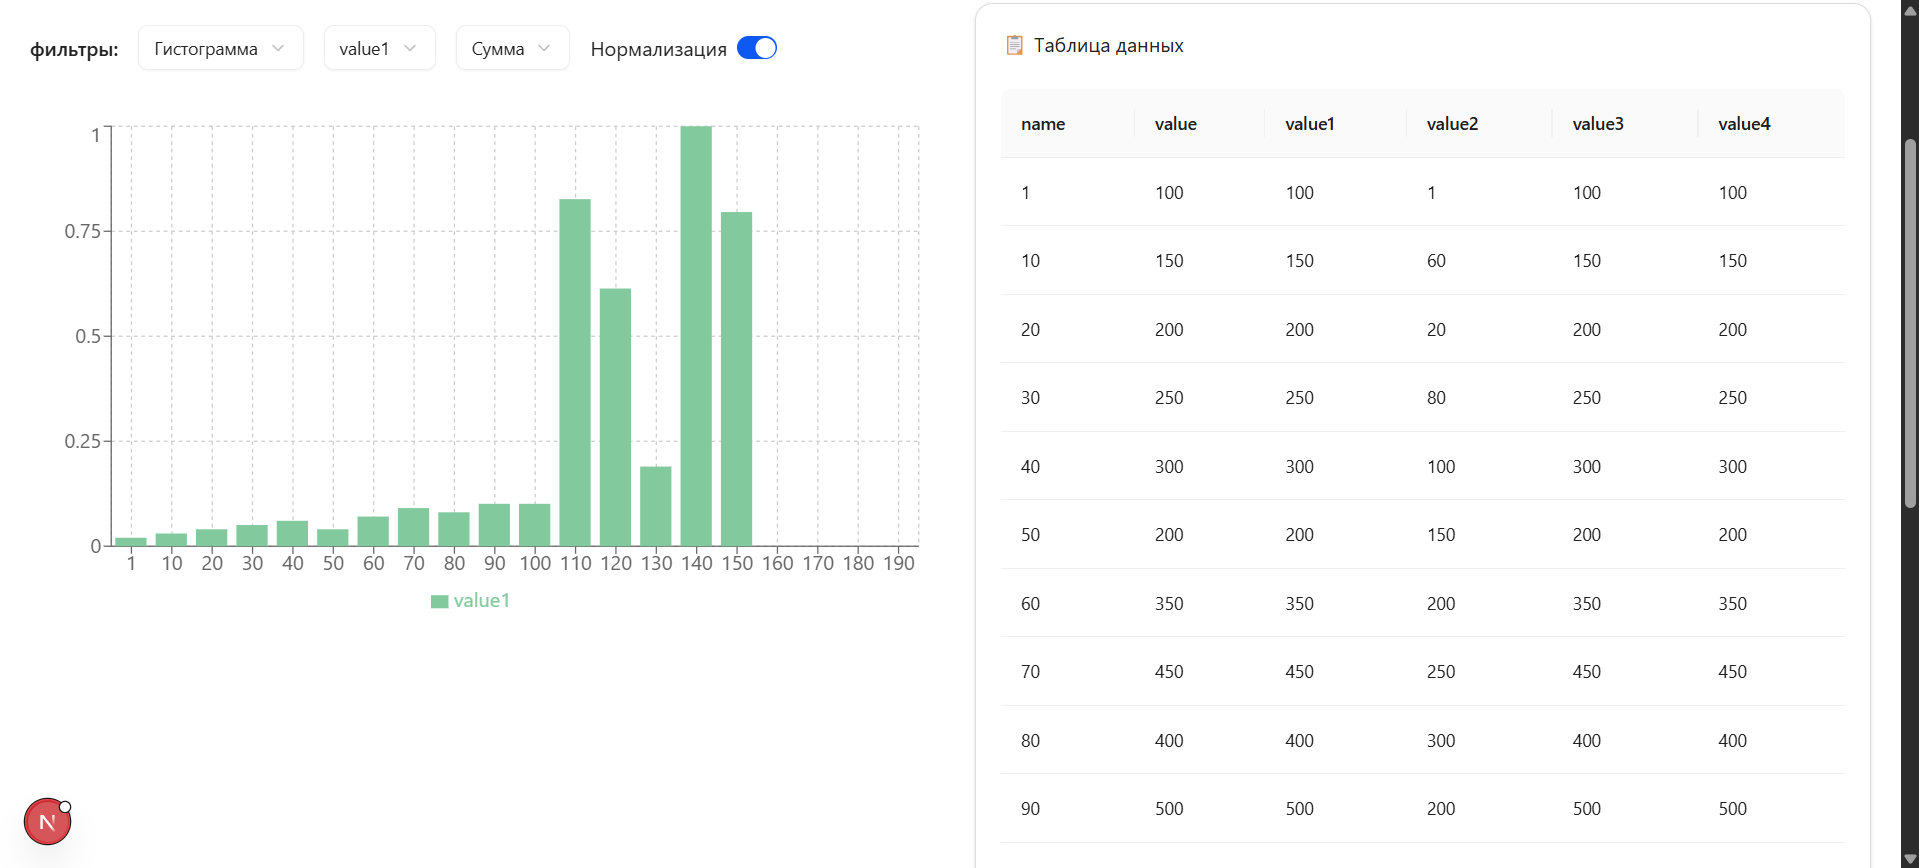 фильтры: Гистограмма value1 Сумма Нормализация
1
0.75
0.5
0.25
0
1 10 20 30 40 50 60 70 80 90 100 110 120 130 140 150 160 170 180 190
value1
N
📋 Таблица данных
name value value1 value2 value3 value4
1 100 100 1 100 100
10 150 150 60 150 150
20 200 200 20 200 200
30 250 250 80 250 250
40 300 300 100 300 300
50 200 200 150 200 200
60 350 350 200 350 350
70 450 450 250 450 450
80 400 400 300 400 400
90 500 500 200 500 500